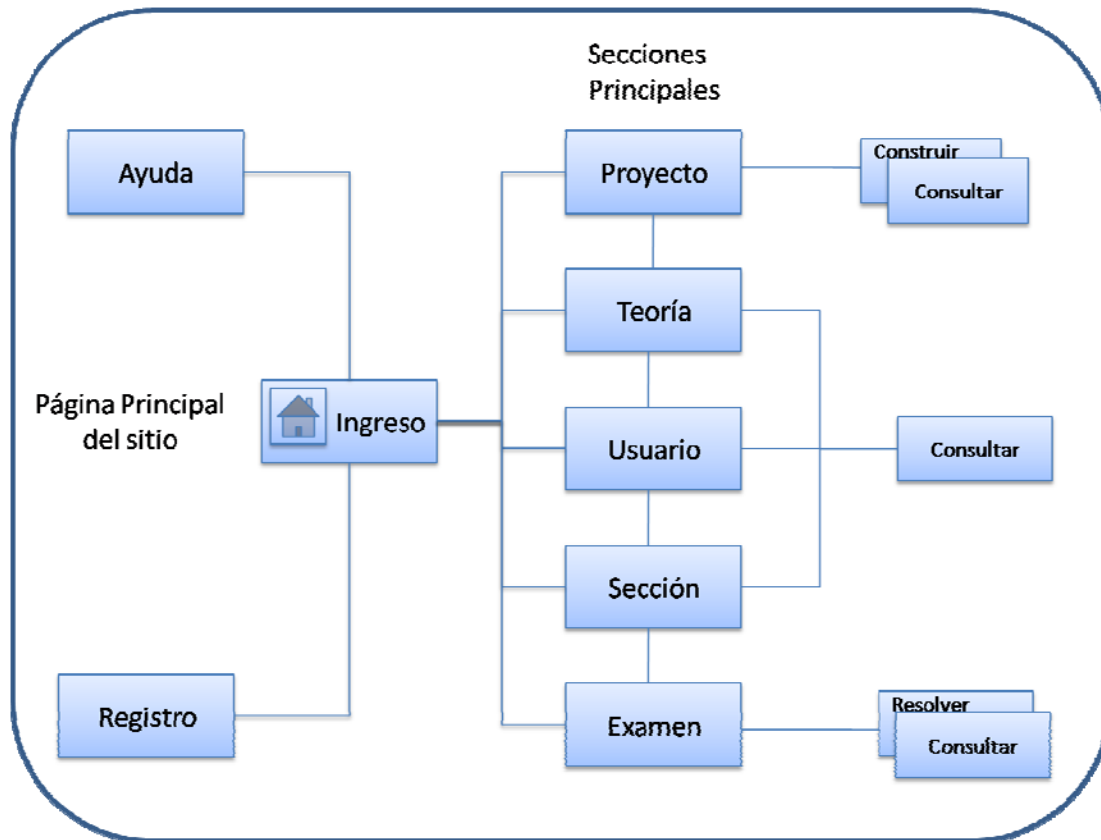 Secciones
Principales
Ayuda
Proyecto
Construir
Consultar
Teoría
Página Principal
del sitio
Ingreso
Usuario
Consultar
Sección
Registro
Examen
Resolver
Consultar